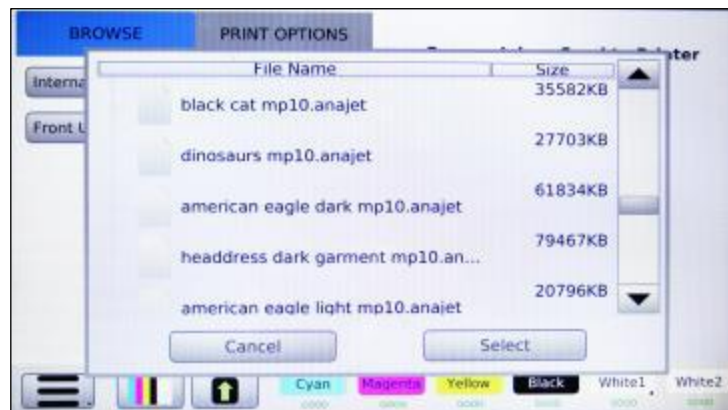 BROWSE
PRINT OPTIONS
Interna
Front U
File Name
Size
black cat mp10.anajet
35582KB
dinosaurs mp10.anajet
27703KB
american eagle dark mp10.anajet
61834KB
headdress dark garment mp10.an...
79467KB
american eagle light mp10.anajet
20796KB
Cancel
Select
Cyan
Magenta
Yellow
Black
White1
White2